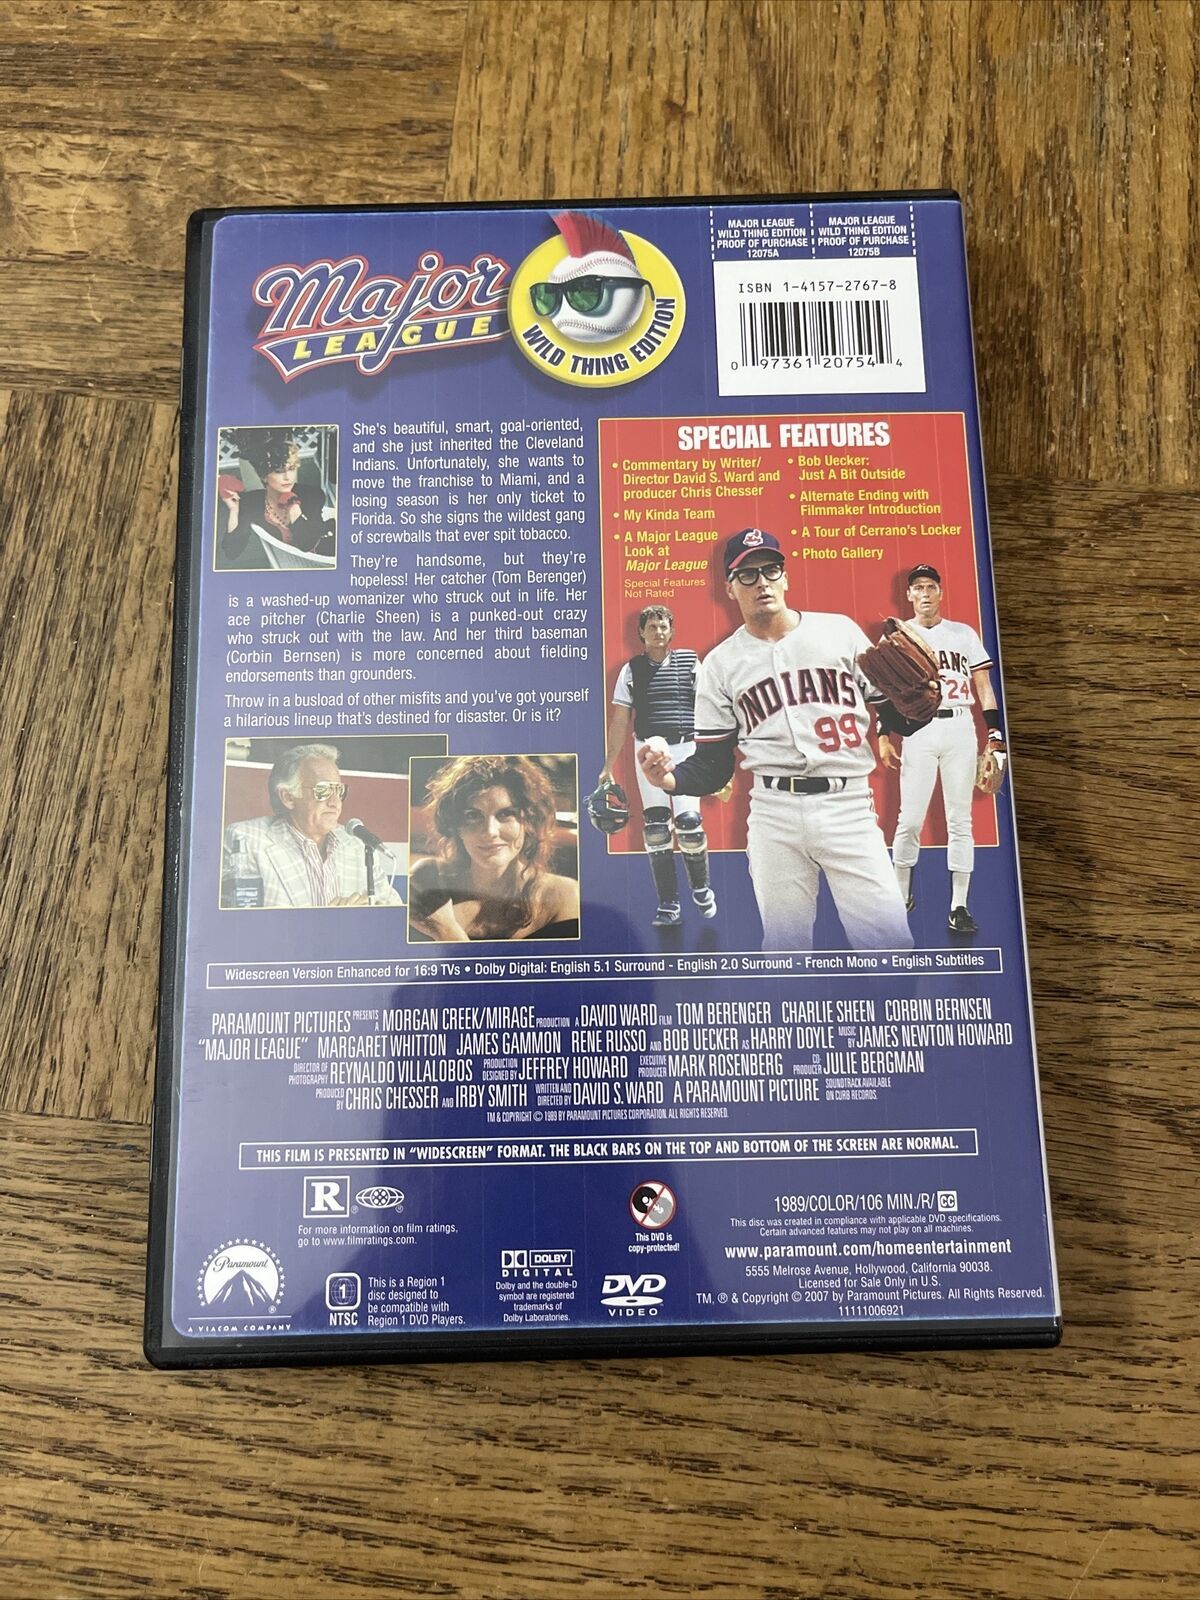 Major
LEAGUE
WILD THING EDITION
MAJOR LEAGUE
WILD THING EDITION
PROOF OF PURCHASE
12075A
MAJOR LEAGUE
WILD THING EDITION
PROOF OF PURCHASE
12075B
ISBN 1-4157-2767-8
0 97361 20754 4
She's beautiful, smart, goal-oriented,
and she just inherited the Cleveland
Indians. Unfortunately, she wants to
move the franchise to Miami, and a
losing season is her only ticket to
Florida. So she signs the wildest gang
of screwballs that ever spit tobacco.
They're handsome, but they're
hopeless! Her catcher (Tom Berenger)
is a washed-up womanizer who struck out in life. Her
ace pitcher (Charlie Sheen) is a punked-out crazy
who struck out with the law. And her third baseman
(Corbin Bernsen) is more concerned about fielding
endorsements than grounders.
Throw in a busload of other misfits and you've got yourself
a hilarious lineup that's destined for disaster. Or is it?
SPECIAL FEATURES
• Commentary by Writer/
Director David S. Ward and
producer Chris Chesser
• My Kinda Team
• A Major League
Look at
Major League
Special Features
Not Rated
• Bob Uecker:
Just A Bit Outside
• Alternate Ending with
Filmmaker Introduction
• A Tour of Cerrano's Locker
• Photo Gallery
INDIANS
99
ANS
24
Widescreen Version Enhanced for 16:9 TVs • Dolby Digital: English 5.1 Surround - English 2.0 Surround - French Mono • English Subtitles
PARAMOUNT PICTURES PRESENTS A MORGAN CREEK/MIRAGE PRODUCTION A DAVID WARD FILM TOM BERENGER CHARLIE SHEEN CORBIN BERNSEN
"MAJOR LEAGUE" MARGARET WHITTON JAMES GAMMON RENE RUSSO AND BOB UECKER AS HARRY DOYLE MUSIC BY JAMES NEWTON HOWARD
DIRECTOR OF PHOTOGRAPHY REYNALDO VILLALOBOS PRODUCTION DESIGNED BY JEFFREY HOWARD EXECUTIVE PRODUCER MARK ROSENBERG CO-PRODUCER JULIE BERGMAN
PRODUCED BY CHRIS CHESSER AND IRBY SMITH WRITTEN AND DIRECTED BY DAVID S. WARD A PARAMOUNT PICTURE SOUNDTRACK AVAILABLE ON CURB RECORDS.
TM & COPYRIGHT © 1989 BY PARAMOUNT PICTURES CORPORATION. ALL RIGHTS RESERVED.
THIS FILM IS PRESENTED IN "WIDESCREEN" FORMAT. THE BLACK BARS ON THE TOP AND BOTTOM OF THE SCREEN ARE NORMAL.
R ®
For more information on film ratings,
go to www.filmratings.com.
This DVD is
copy-protected!
1989/COLOR/106 MIN./R/ CC
This disc was created in compliance with applicable DVD specifications.
Certain advanced features may not play on all machines.
www.paramount.com/homeentertainment
5555 Melrose Avenue, Hollywood, California 90038.
Licensed for Sale Only in U.S.
TM, ® & Copyright © 2007 by Paramount Pictures. All Rights Reserved.
11111006921
Paramount
®
A VIACOM COMPANY
1
NTSC
This is a Region 1
disc designed to
be compatible with
Region 1 DVD Players.
DOLBY
DIGITAL
Dolby and the double-D
symbol are registered
trademarks of
Dolby Laboratories.
DVD
VIDEO